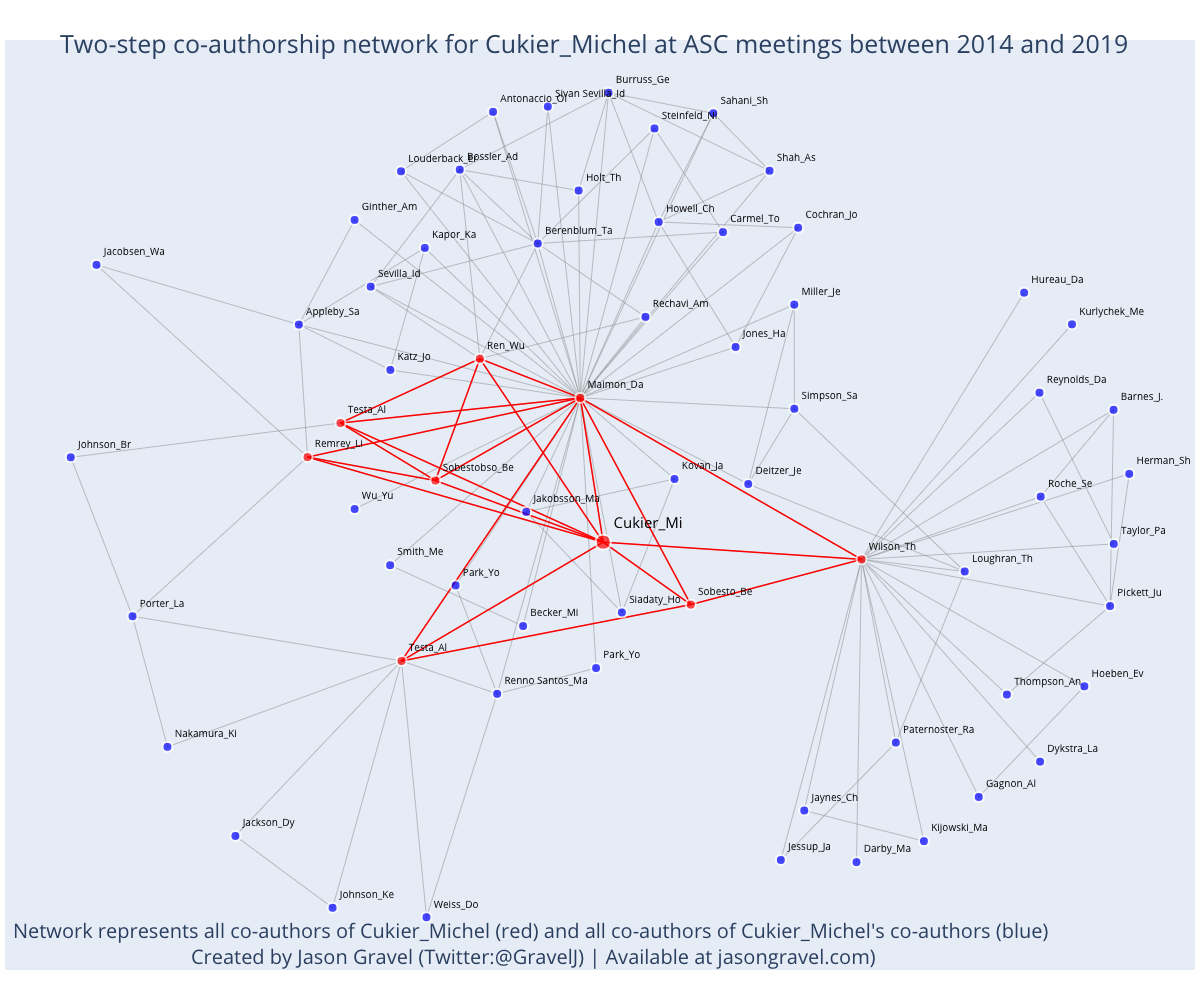 Two-step co-authorship network for Cukier_Michel at ASC meetings between 2014 and 2019
Burruss_Ge
Siyan Sevilla_Id
Antonaccio_Ol
Sahani_Sh
Steinfeld_Ni
Louderback_Er
Bossler_Ad
Shah_As
Holt_Th
Ginther_Am
Howell_Ch
Carmel_To
Cochran_Jo
Kapor_Ka
Berenblum_Ta
Jacobsen_Wa
Sevilla_Id
Hureau_Da
Miller_Je
Rechavi_Am
Appleby_Sa
Kurlychek_Me
Ren_Wu
Jones_Ha
Katz_Jo
Maimon_Da
Reynolds_Da
Simpson_Sa
Barnes_J.
Testa_Al
Johnson_Br
Remrey_Li
Sobestobso_Be
Kovan_Ja
Deitzer_Je
Herman_Sh
Wu_Yu
Jakobsson_Ma
Roche_Se
Cukier_Mi
Taylor_Pa
Smith_Me
Wilson_Th
Loughran_Th
Park_Yo
Sobesto_Be
Siadaty_Ho
Pickett_Ju
Porter_La
Becker_Mi
Testa_Al
Park_Yo
Renno Santos_Ma
Thompson_An
Hoeben_Ev
Nakamura_Ki
Paternoster_Ra
Dykstra_La
Gagnon_Al
Jaynes_Ch
Jackson_Dy
Kijowski_Ma
Jessup_Ja
Darby_Ma
Johnson_Ke
Weiss_Do
Network represents all co-authors of Cukier_Michel (red) and all co-authors of Cukier_Michel's co-authors (blue)
Created by Jason Gravel (Twitter:@GravelJ) | Available at jasongravel.com)